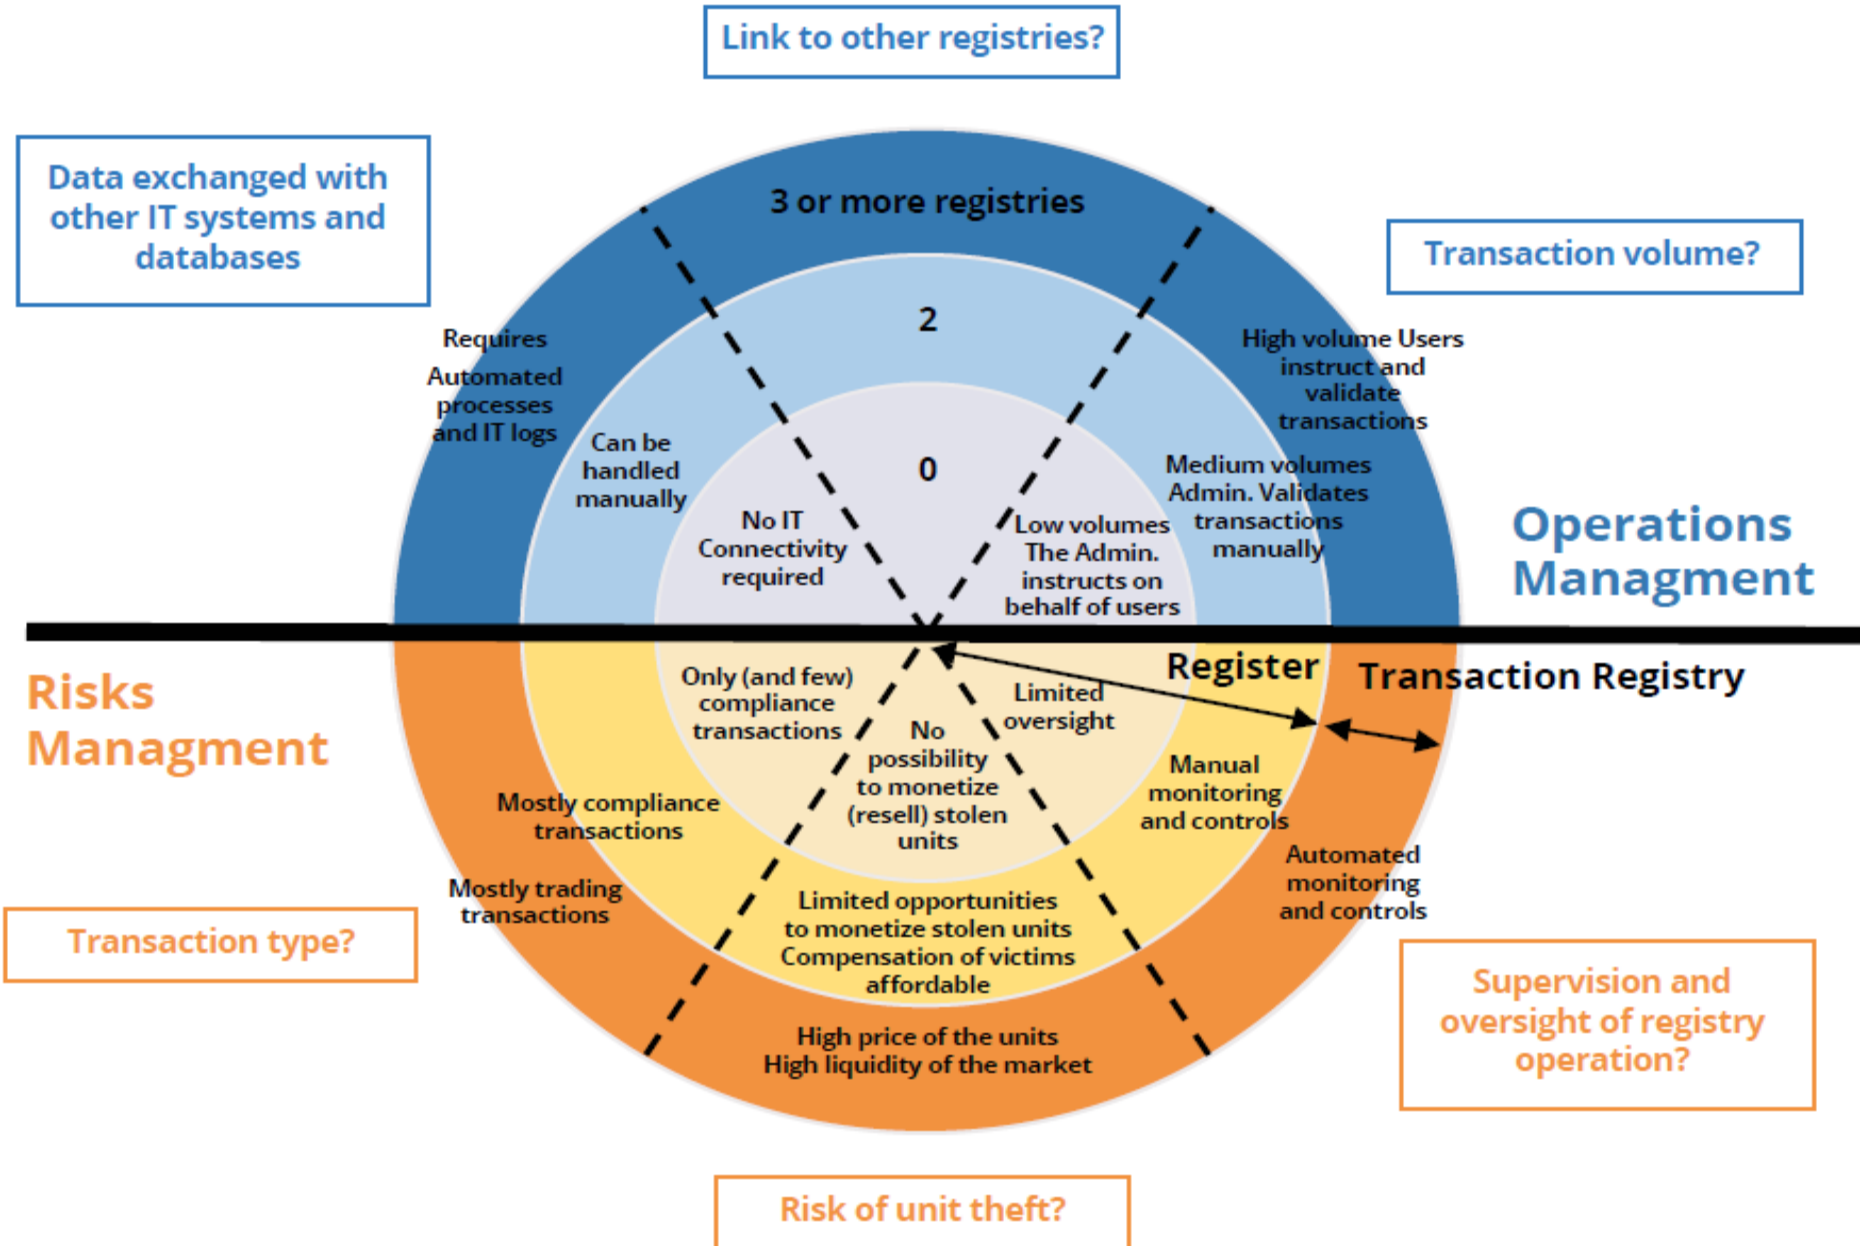 Link to other registries?
Data exchanged with
other IT systems and
databases
3 or more registries
Transaction volume?
2
Requires
Automated
processes
and IT logs
High volume Users
instruct and
validate
transactions
Can be
handled
manually
0
Medium volumes
Admin. Validates
transactions
manually
No IT
Connectivity
required
Low volumes
The Admin.
instructs on
behalf of users
Operations
Managment
Risks
Managment
Register
Transaction Registry
Only (and few)
compliance
transactions
Limited
oversight
No
possibility
to monetize
(resell) stolen
units
Manual
monitoring
and controls
Mostly compliance
transactions
Automated
monitoring
and controls
Mostly trading
transactions
Limited opportunities
to monetize stolen units
Compensation of victims
affordable
Transaction type?
Supervision and
oversight of registry
operation?
High price of the units
High liquidity of the market
Risk of unit theft?